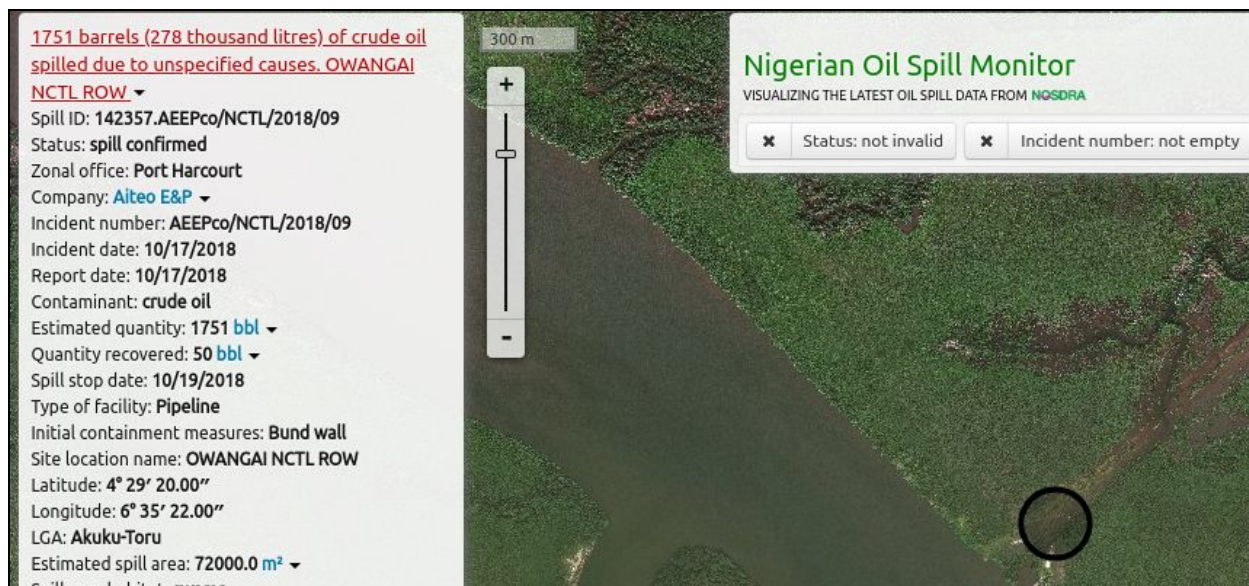 1751 barrels (278 thousand litres) of crude oil
spilled due to unspecified causes. OWANGAI
NCTL ROW
Spill ID: 142357.AEEPco/NCTL/2018/09
Status: spill confirmed
Zonal office: Port Harcourt
Company: Aiteo E&P
Incident number: AEEPco/NCTL/2018/09
Incident date: 10/17/2018
Report date: 10/17/2018
Contaminant: crude oil
Estimated quantity: 1751 bbl
Quantity recovered: 50 bbl
Spill stop date: 10/19/2018
Type of facility: Pipeline
Initial containment measures: Bund wall
Site location name: OWANGAI NCTL ROW
Latitude: 4° 29′ 20.00″
Longitude: 6° 35′ 22.00″
LGA: Akuku-Toru
Estimated spill area: 72000.0 m²
300 m
+
-
Nigerian Oil Spill Monitor
VISUALIZING THE LATEST OIL SPILL DATA FROM NOSDRA
✖ Status: not invalid ✖ Incident number: not empty